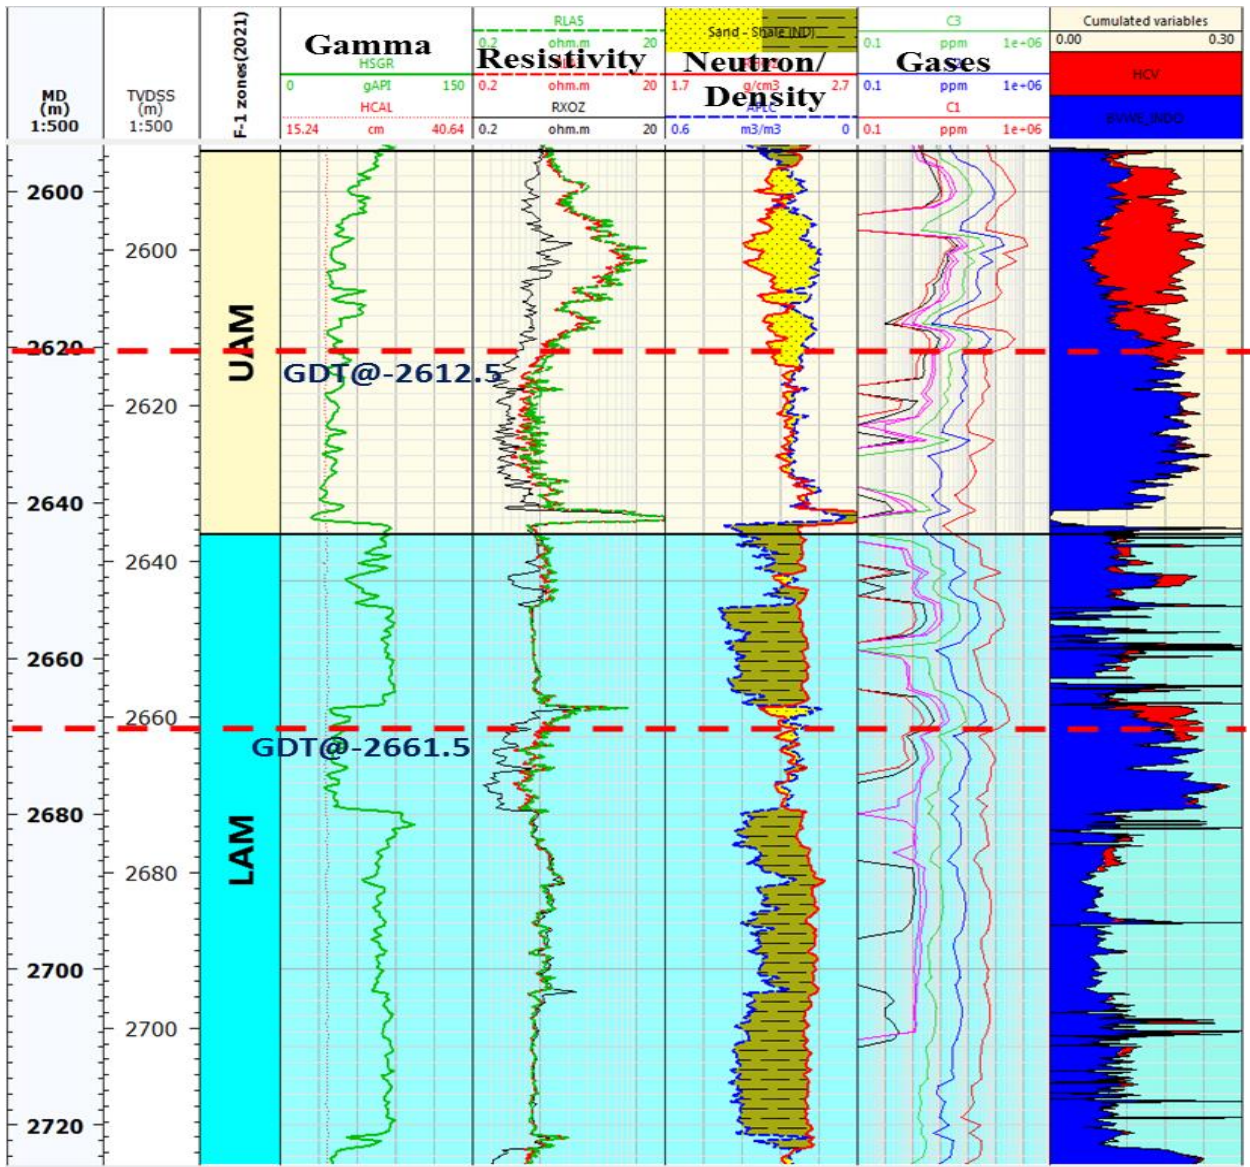 MD
(m)
1:500
TVDSS
(m)
1:500
F-1 zones(2021)
Gamma
HSGR
0 gAPI 150
HCAL
15.24 cm 40.64
RLA5
0.2 ohm.m 20
Resistivity
0.2 ohm.m 20
RXOZ
0.2 ohm.m 20
Sand - Shale (ND)
Neutron/
1.7 g/cm3 2.7
Density
APLC
0.6 m3/m3 0
C3
0.1 ppm 1e+06
Gases
0.1 ppm 1e+06
C1
0.1 ppm 1e+06
Cumulated variables
0.00 0.30
HCV
BVWE_INDO
2600
2620
2640
2660
2680
2700
2720
2600
2620
2640
2660
2680
2700
UAM
LAM
GDT@-2612.5
GDT@-2661.5